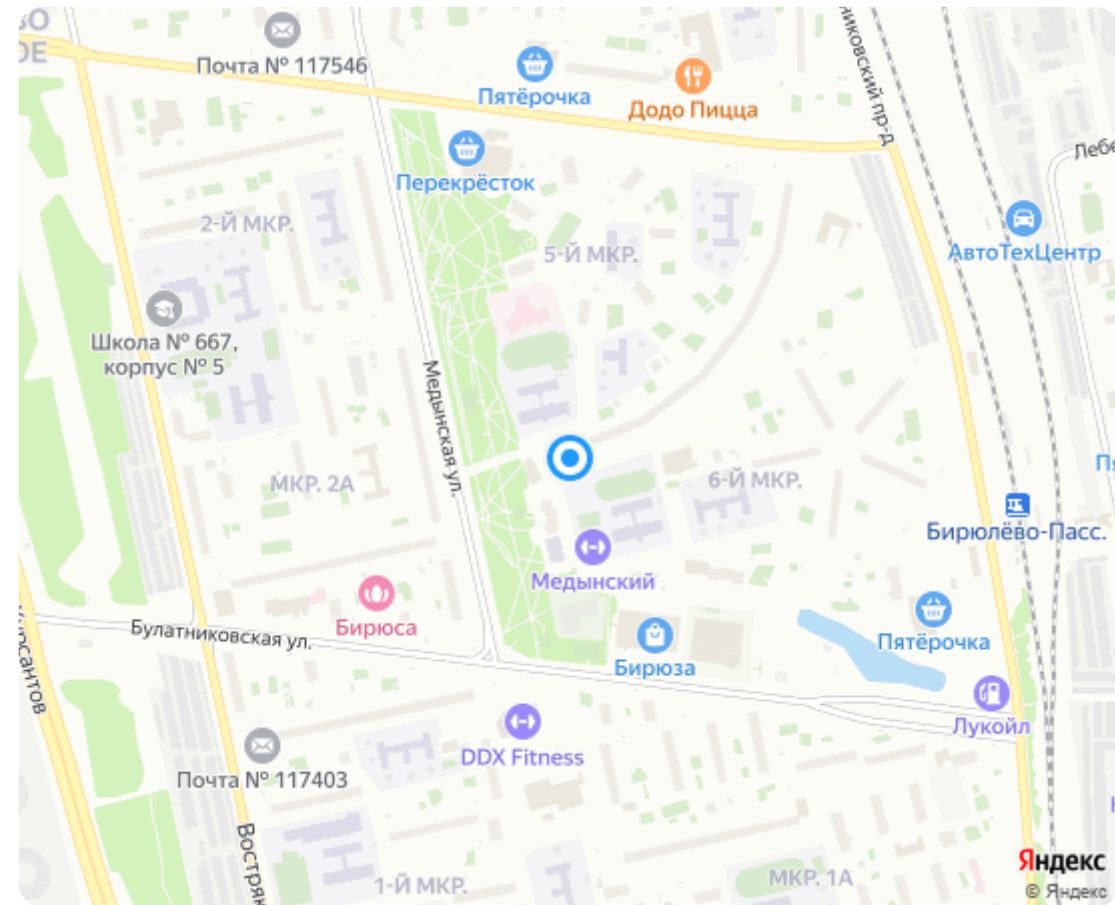 Почта № 117546
Пятёрочка
Додо Пицца
Перекрёсток
Лебе
2-Й МКР.
5-Й МКР.
АвтоТехЦентр
Школа № 667,
корпус № 5
Медынская ул.
МКР. 2А
6-Й МКР.
Бирюлёво-Пасс.
Медынский
Бирюса
Булатниковская ул.
Бирюза
Пятёрочка
Лукойл
DDX Fitness
Почта № 117403
Востряк
1-Й МКР.
МКР. 1А
Яндекс
© Яндекс